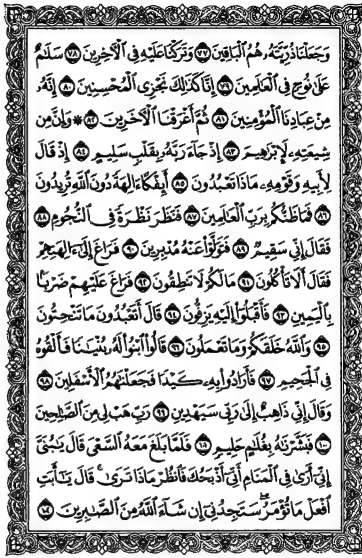 وَجَعَلْنَا ذُرِّيَّتَهُۥ هُمُ ٱلْبَاقِينَ ٧٧ وَتَرَكْنَا عَلَيْهِ فِى ٱلْءَاخِرِينَ ٧٨ سَلَٰمٌ
عَلَىٰ نُوحٍ فِى ٱلْعَٰلَمِينَ ٧٩ إِنَّا كَذَٰلِكَ نَجْزِى ٱلْمُحْسِنِينَ ٨٠ إِنَّهُۥ
مِنْ عِبَادِنَا ٱلْمُؤْمِنِينَ ٨١ ثُمَّ أَغْرَقْنَا ٱلْءَاخَرِينَ ٨٢ ۞ وَإِنَّ مِن
شِيعَتِهِۦ لَإِبْرَٰهِيمَ ٨٣ إِذْ جَآءَ رَبَّهُۥ بِقَلْبٍ سَلِيمٍ ٨٤ إِذْ قَالَ
لِأَبِيهِ وَقَوْمِهِۦ مَاذَا تَعْبُدُونَ ٨٥ أَئِفْكًا ءَالِهَةً دُونَ ٱللَّهِ تُرِيدُونَ
٨٦ فَمَا ظَنُّكُم بِرَبِّ ٱلْعَٰلَمِينَ ٨٧ فَنَظَرَ نَظْرَةً فِى ٱلنُّجُومِ ٨٨
فَقَالَ إِنِّى سَقِيمٌ ٨٩ فَتَوَلَّوْا۟ عَنْهُ مُدْبِرِينَ ٩٠ فَرَاغَ إِلَىٰٓ ءَالِهَتِهِمْ
فَقَالَ أَلَا تَأْكُلُونَ ٩١ مَا لَكُمْ لَا تَنطِقُونَ ٩٢ فَرَاغَ عَلَيْهِمْ ضَرْبًۢا
بِٱلْيَمِينِ ٩٣ فَأَقْبَلُوٓا۟ إِلَيْهِ يَزِفُّونَ ٩٤ قَالَ أَتَعْبُدُونَ مَا تَنْحِتُونَ
٩٥ وَٱللَّهُ خَلَقَكُمْ وَمَا تَعْمَلُونَ ٩٦ قَالُوا۟ ٱبْنُوا۟ لَهُۥ بُنْيَٰنًا فَأَلْقُوهُ
فِى ٱلْجَحِيمِ ٩٧ فَأَرَادُوا۟ بِهِۦ كَيْدًا فَجَعَلْنَٰهُمُ ٱلْأَسْفَلِينَ ٩٨
وَقَالَ إِنِّى ذَاهِبٌ إِلَىٰ رَبِّى سَيَهْدِينِ ٩٩ رَبِّ هَبْ لِى مِنَ ٱلصَّٰلِحِينَ
١٠٠ فَبَشَّرْنَٰهُ بِغُلَٰمٍ حَلِيمٍ ١٠١ فَلَمَّا بَلَغَ مَعَهُ ٱلسَّعْىَ قَالَ يَٰبُنَىَّ
إِنِّىٓ أَرَىٰ فِى ٱلْمَنَامِ أَنِّىٓ أَذْبَحُكَ فَٱنظُرْ مَاذَا تَرَىٰ ۚ قَالَ يَٰٓأَبَتِ
ٱفْعَلْ مَا تُؤْمَرُ ۖ سَتَجِدُنِىٓ إِن شَآءَ ٱللَّهُ مِنَ ٱلصَّٰبِرِينَ ١٠٢